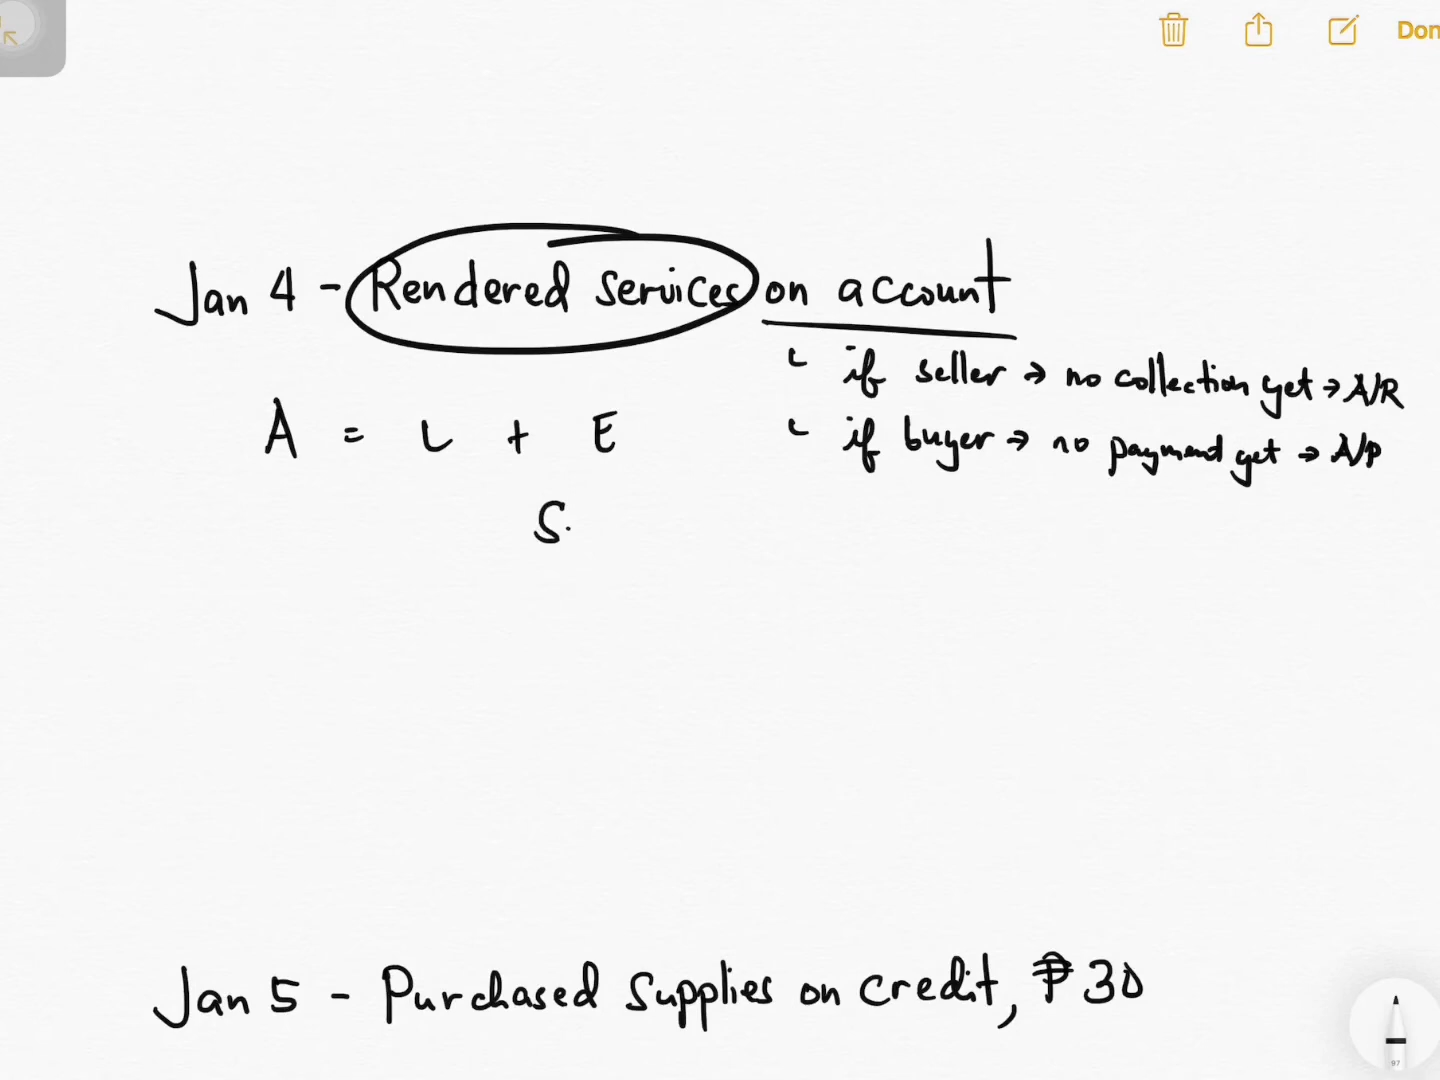 Don
Jan 4 - Rendered services on account
└ if seller → no collection yet → A/R
A = L + E
└ if buyer → no payment yet → A/P
S.
Jan 5 - Purchased Supplies on credit, ₱30
97